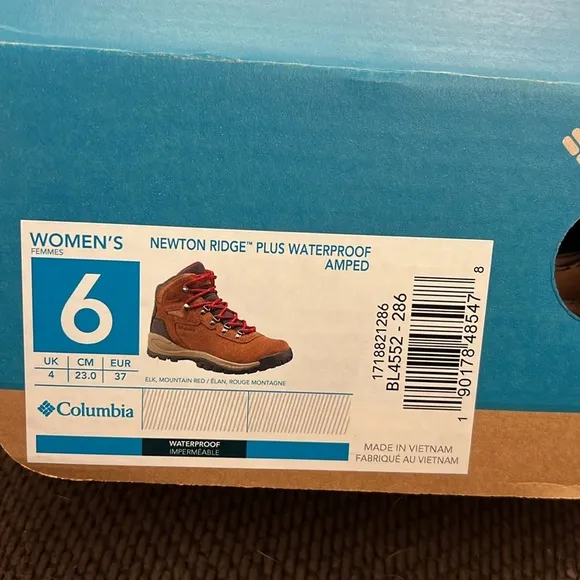 WOMEN'S
FEMMES
6
UK CM EUR
4 23.0 37
NEWTON RIDGE™ PLUS WATERPROOF
AMPED
ELK, MOUNTAIN RED / ÉLAN, ROUGE MONTAGNE
Columbia
WATERPROOF
IMPERMÉABLE
1718821286
BL4552 - 286
1 90178 48547 8
MADE IN VIETNAM
FABRIQUÉ AU VIETNAM